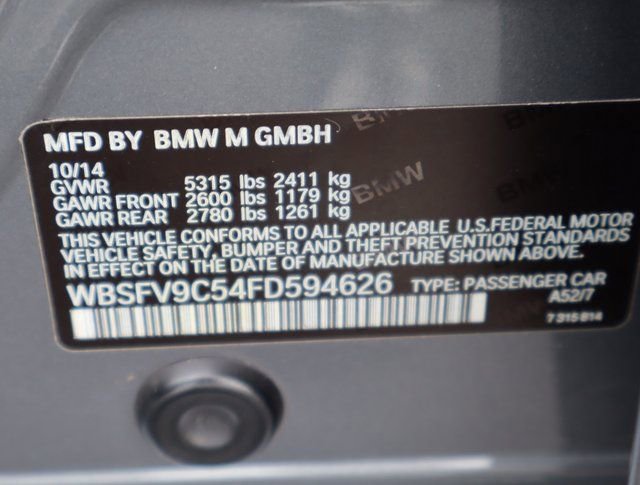 MFD BY BMW M GMBH
10/14
GVWR 5315 lbs 2411 kg
GAWR FRONT 2600 lbs 1179 kg
GAWR REAR 2780 lbs 1261 kg
THIS VEHICLE CONFORMS TO ALL APPLICABLE U.S.FEDERAL MOTOR
VEHICLE SAFETY, BUMPER AND THEFT PREVENTION STANDARDS
IN EFFECT ON THE DATE OF MANUFACTURE SHOWN ABOVE.
WBSFV9C54FD594626 TYPE: PASSENGER CAR
A52/7
7 315 814
BMW